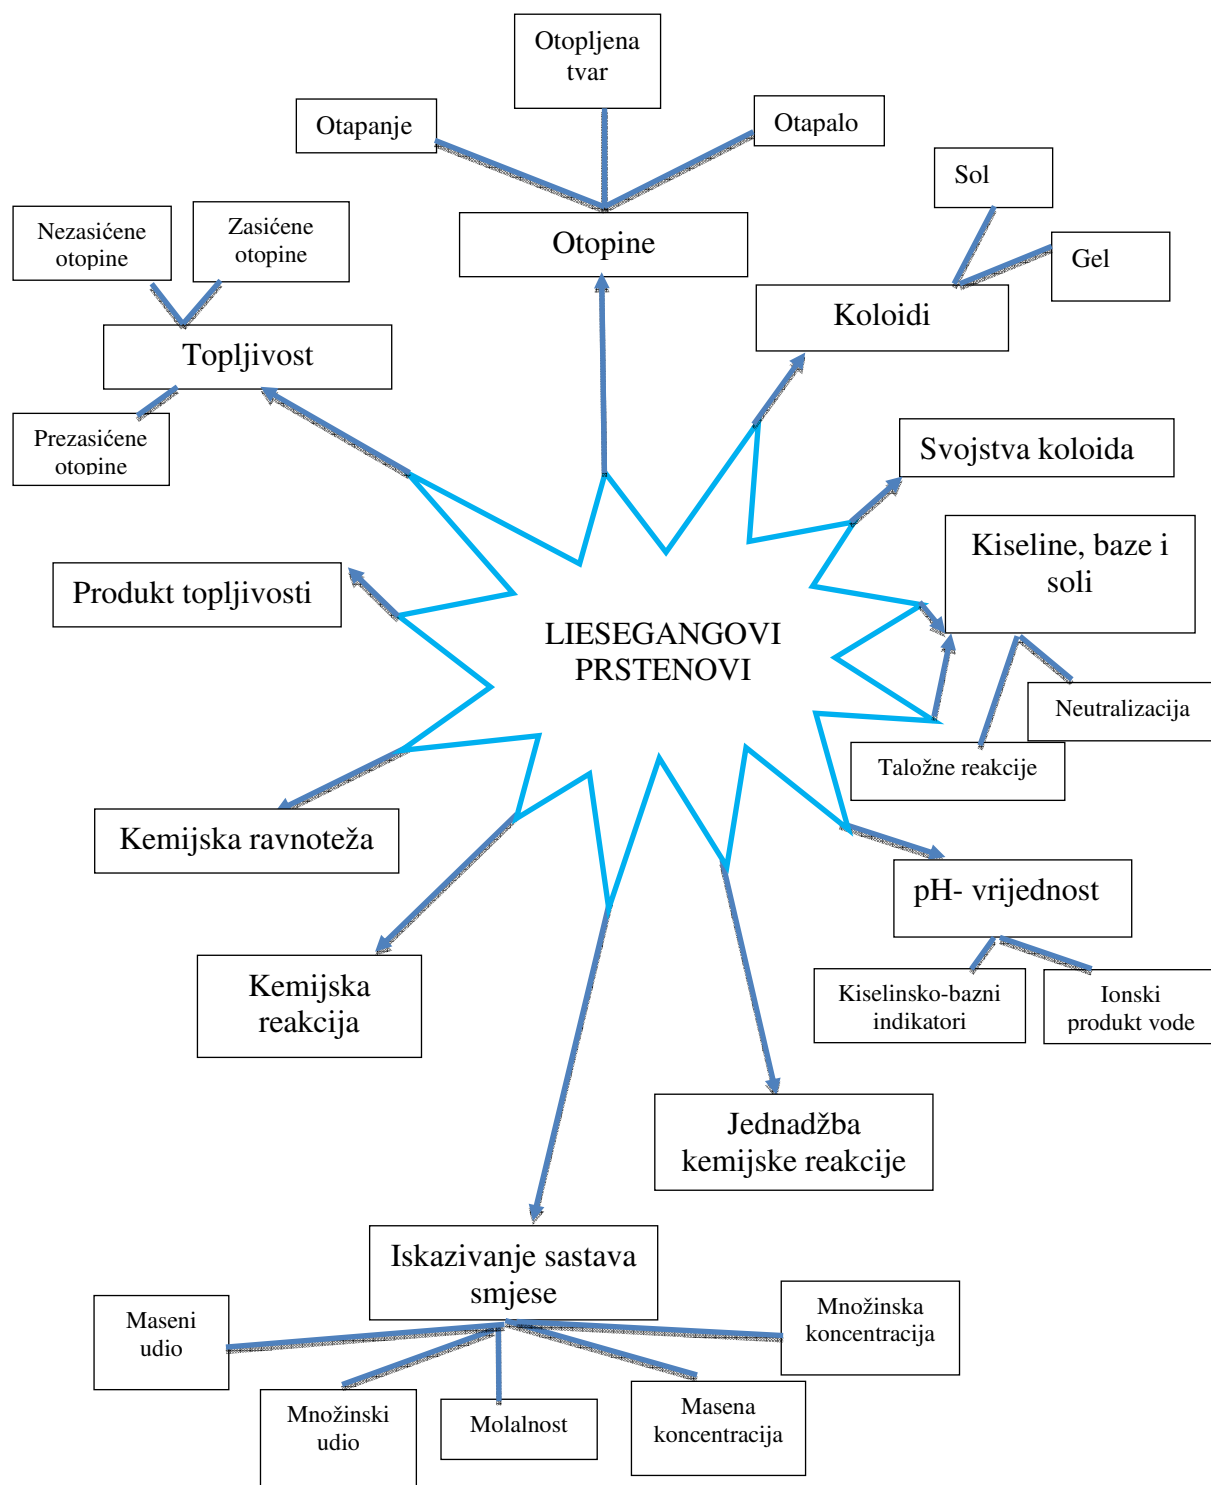 Otopljena
tvar
Otapanje
Otapalo
Sol
Gel
Nezasićene
otopine
Zasićene
otopine
Otopine
Koloidi
Topljivost
Prezasićene
otopine
Svojstva koloida
Kiseline, baze i
soli
Produkt topljivosti
LIESEGANGOVI
PRSTENOVI
Neutralizacija
Taložne reakcije
Kemijska ravnoteža
pH- vrijednost
Kemijska
reakcija
Kiselinsko-bazni
indikatori
Ionski
produkt vode
Jednadžba
kemijske reakcije
Iskazivanje sastava
smjese
Maseni
udio
Množinska
koncentracija
Množinski
udio
Molalnost
Masena
koncentracija